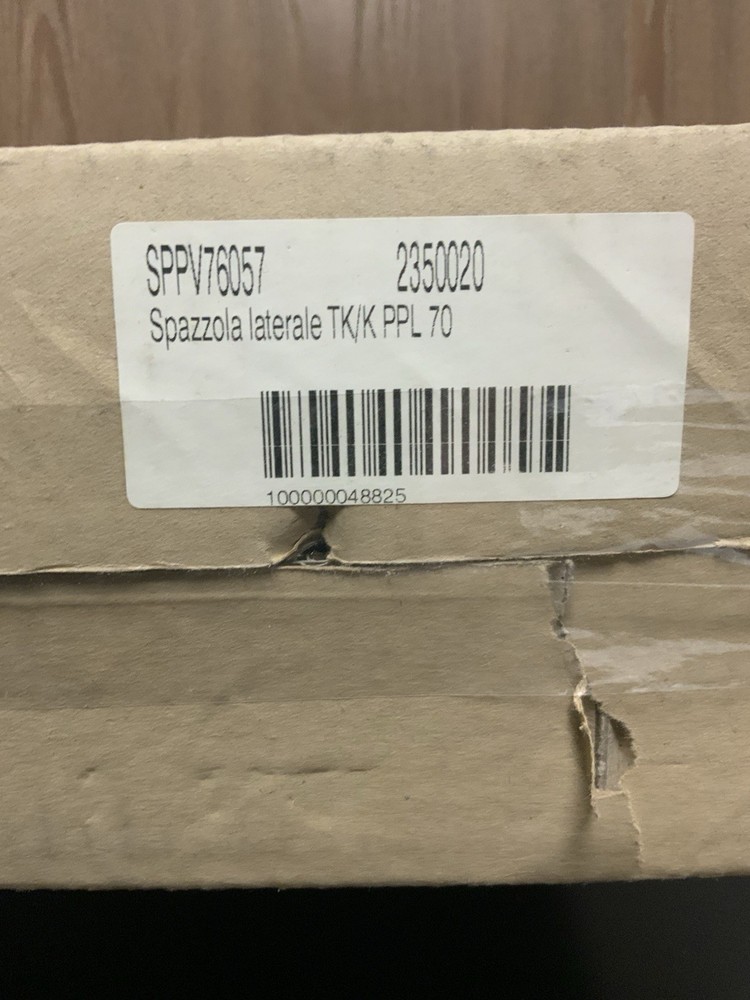 SPPV76057 2350020
Spazzola laterale TK/K PPL 70
100000048825